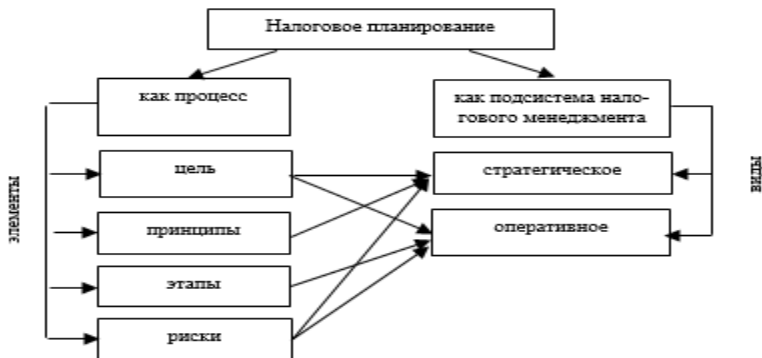 Налоговое планирование
как процесс
как подсистема нало-
гового менеджмента
цель
стратегическое
принципы
оперативное
этапы
риски
элементы
виды